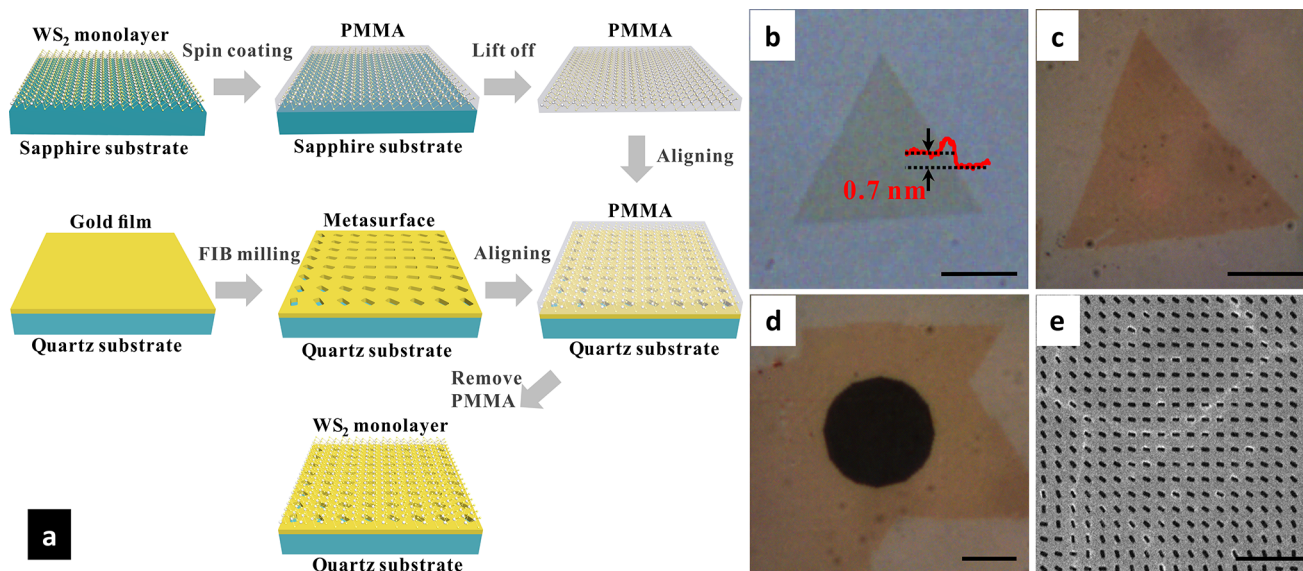 WS2 monolayer
Spin coating
PMMA
Lift off
PMMA
Sapphire substrate
Sapphire substrate
Aligning
Gold film
FIB milling
Metasurface
Aligning
PMMA
Quartz substrate
Quartz substrate
Quartz substrate
Remove
PMMA
WS2 monolayer
Quartz substrate
a
b
0.7 nm
c
d
e